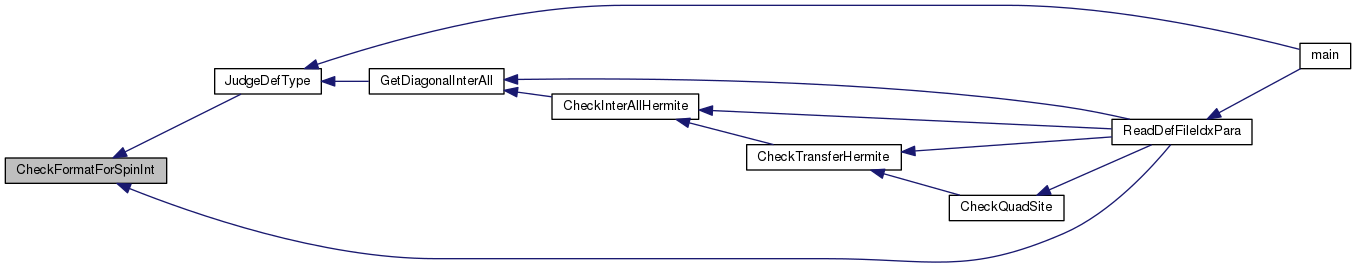 CheckFormatForSpinInt
JudgeDefType
GetDiagonalInterAll
CheckInterAllHermite
CheckTransferHermite
CheckQuadSite
ReadDefFileIdxPara
main